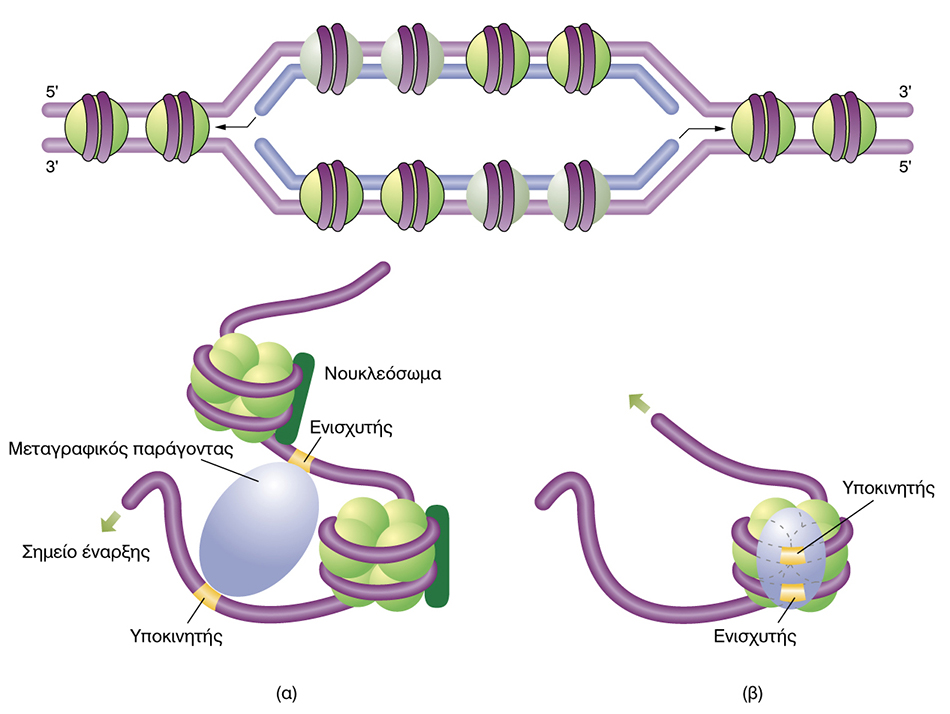 5' 3'
3' 5'
Νουκλεόσωμα
Ενισχυτής
Μεταγραφικός παράγοντας
Υποκινητής
Σημείο έναρξης
Υποκινητής
Ενισχυτής
(α) (β)